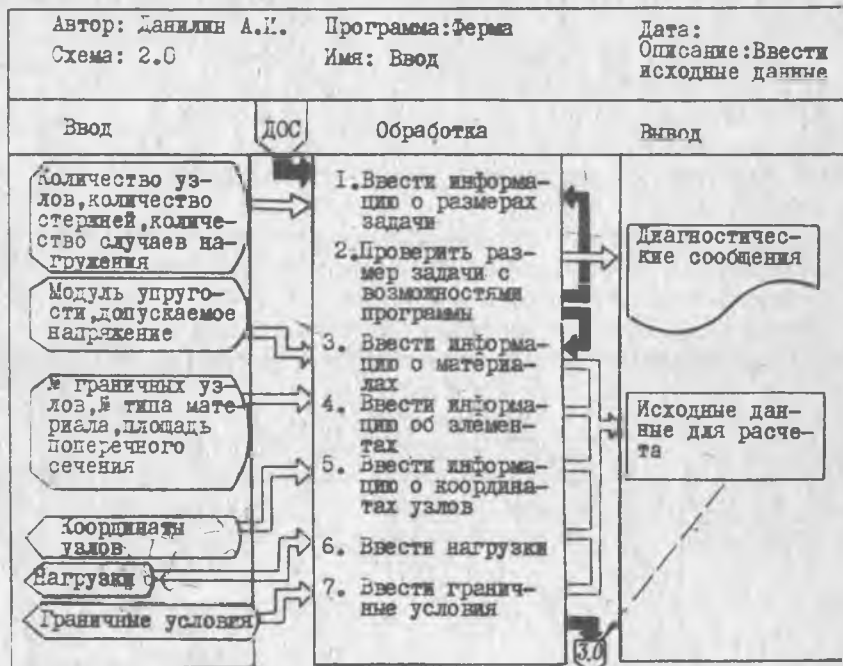 Автор: Данилин А.И.
Схема: 2.0
Программа:Ферма
Имя: Ввод
Дата:
Описание:Ввести
исходные данные
Ввод
ДОС
Обработка
Вывод
Количество уз-
лов,количество
стержней,количе-
ство случаев на-
гружения
Модуль упруго-
сти,допускаемое
напряжение
№ граничных уз-
лов,№ типа мате-
риала,площадь
поперечного
сечения
Координаты
узлов
Нагрузки
Граничные условия
1.Ввести информа-
цию о размерах
задачи
2.Проверить раз-
мер задачи с
возможностями
программы
3. Ввести информа-
цию о материа-
лах
4. Ввести информа-
цию об элемен-
тах
5. Ввести информа-
цию о координа-
тах узлов
6. Ввести нагрузки
7. Ввести гранич-
ные условия
Диагностичес-
кие сообщения
Исходные дан-
ные для расче-
та
3.0